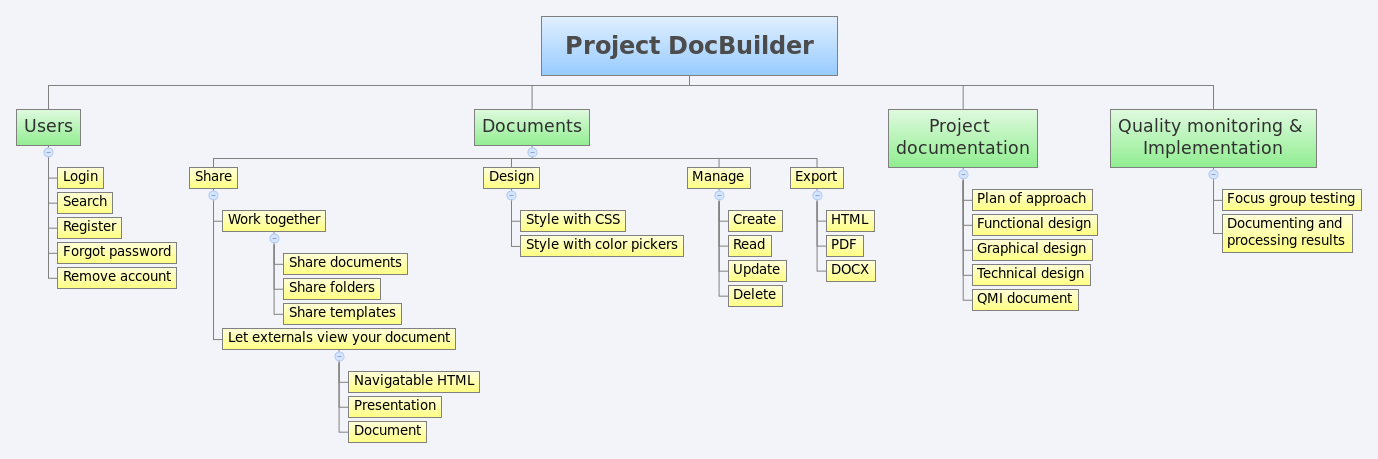 Project DocBuilder
Users
Login
Search
Register
Forgot password
Remove account
Documents
Share
Work together
Share documents
Share folders
Share templates
Let externals view your document
Navigatable HTML
Presentation
Document
Design
Style with CSS
Style with color pickers
Manage
Create
Read
Update
Delete
Export
HTML
PDF
DOCX
Project
documentation
Plan of approach
Functional design
Graphical design
Technical design
QMI document
Quality monitoring &
Implementation
Focus group testing
Documenting and
processing results